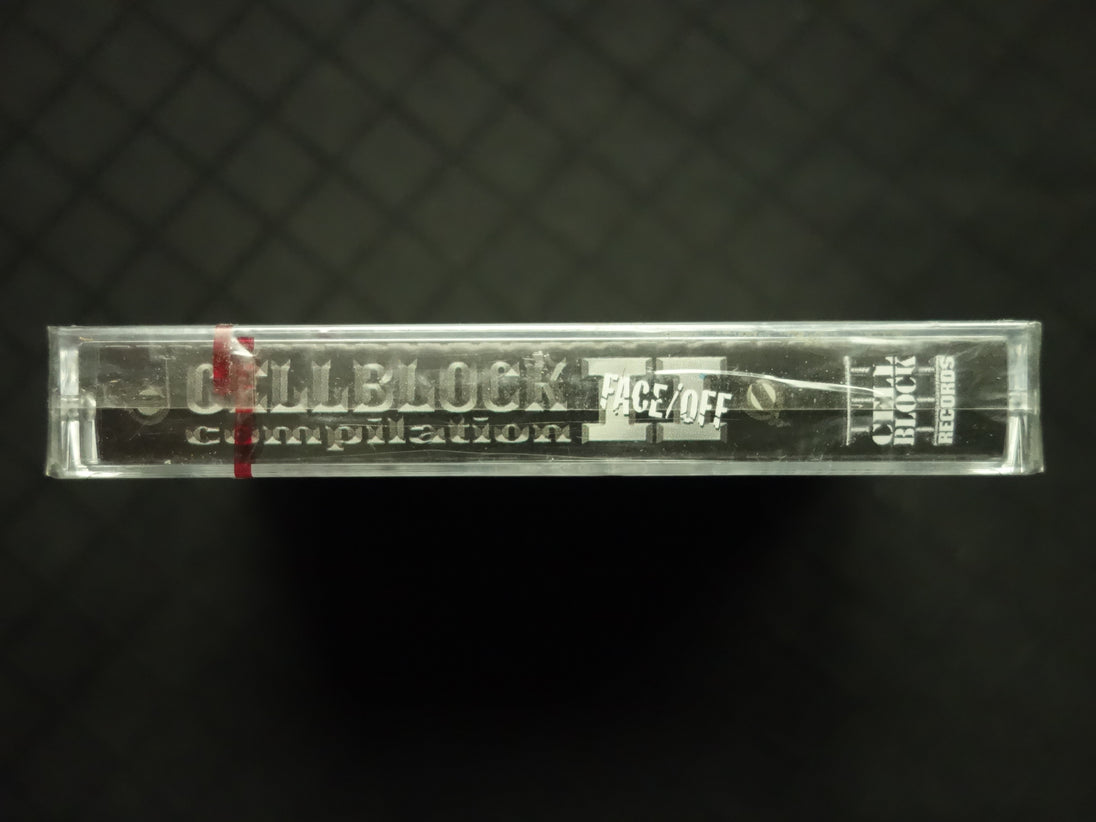 CELLBLOCK
compilation
II
FACE/OFF
CELL
BLOCK
RECORDS